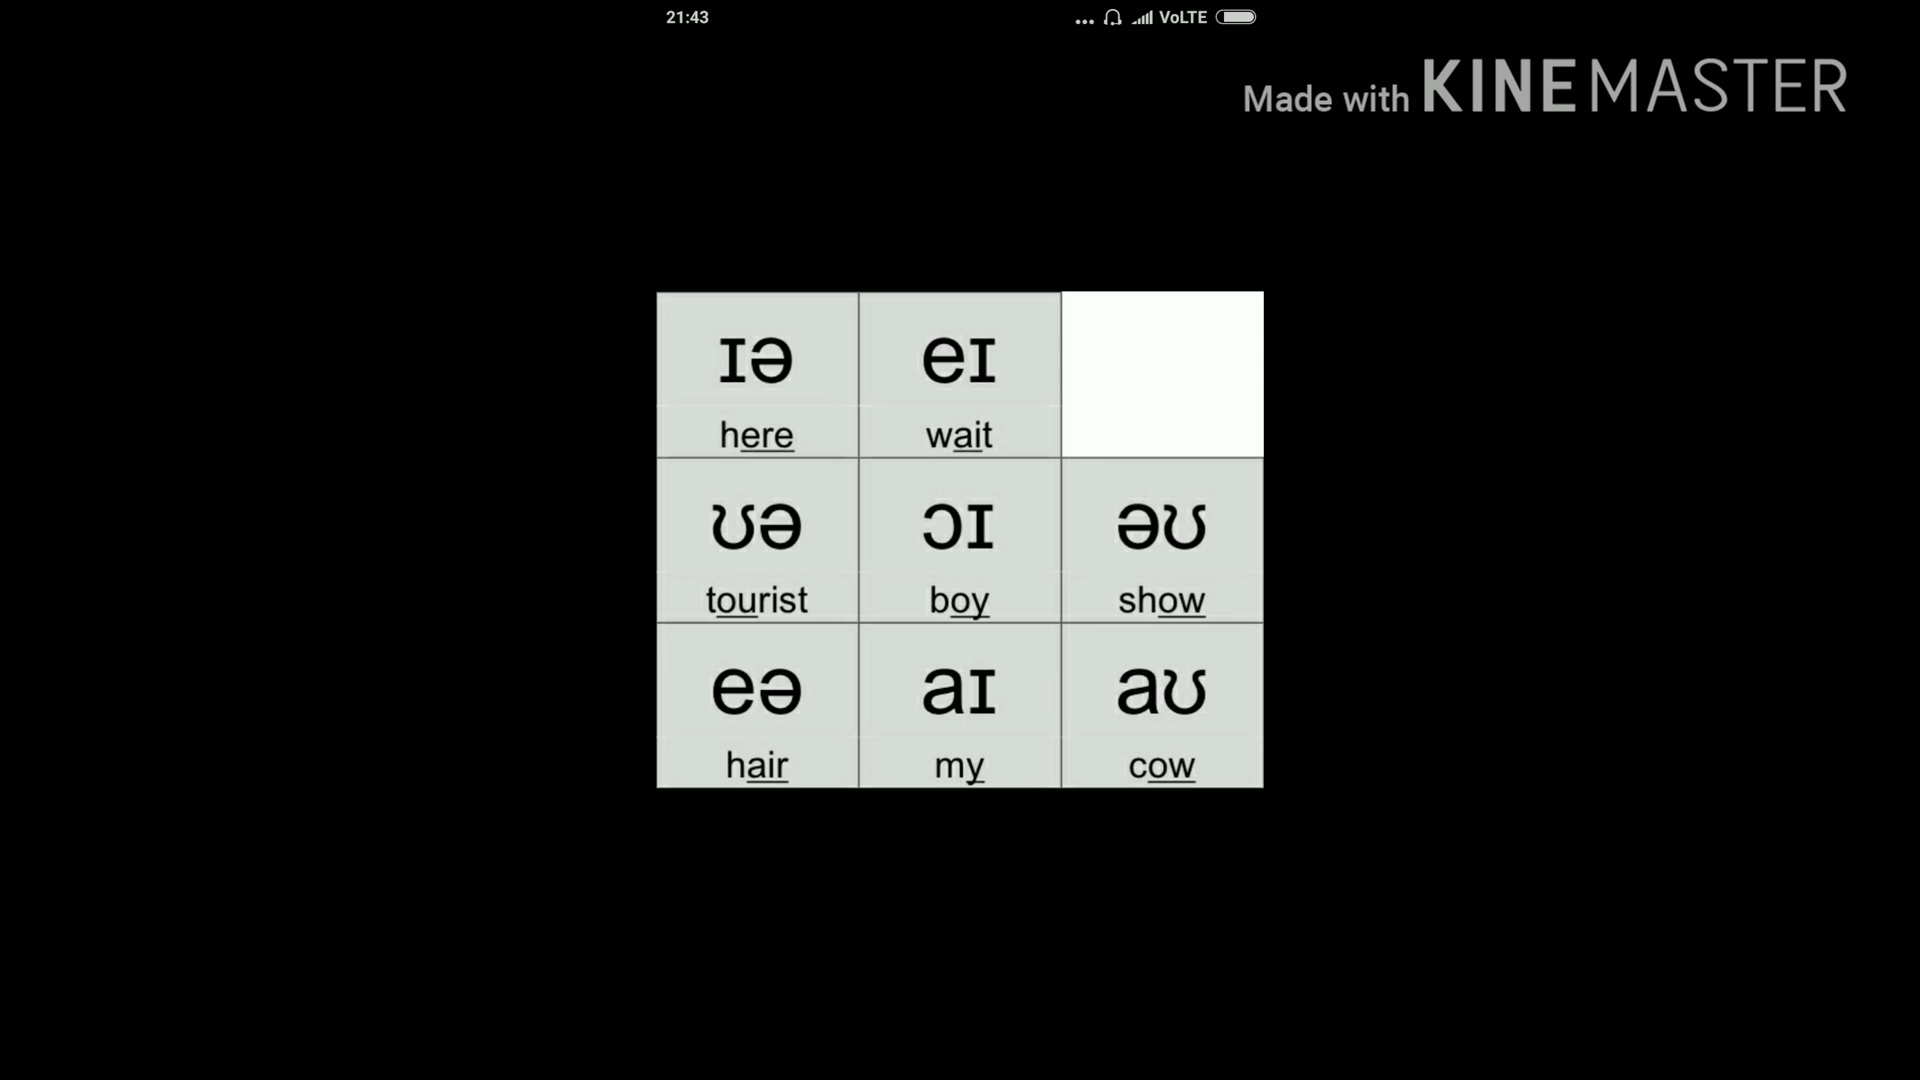 21:43
... VoLTE
Made with KINEMASTER
ɪə eɪ
here wait
ʊə ɔɪ əʊ
tourist boy show
eə aɪ aʊ
hair my cow